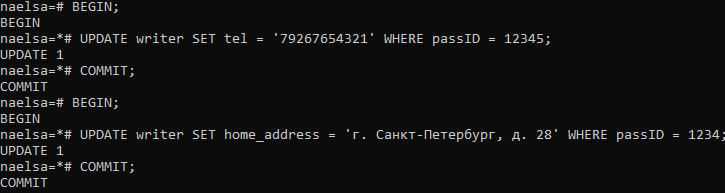 naelsa=# BEGIN;
BEGIN
naelsa=*# UPDATE writer SET tel = '79267654321' WHERE passID = 12345;
UPDATE 1
naelsa=*# COMMIT;
COMMIT
naelsa=# BEGIN;
BEGIN
naelsa=*# UPDATE writer SET home_address = 'г. Санкт-Петербург, д. 28' WHERE passID = 1234;
UPDATE 1
naelsa=*# COMMIT;
COMMIT